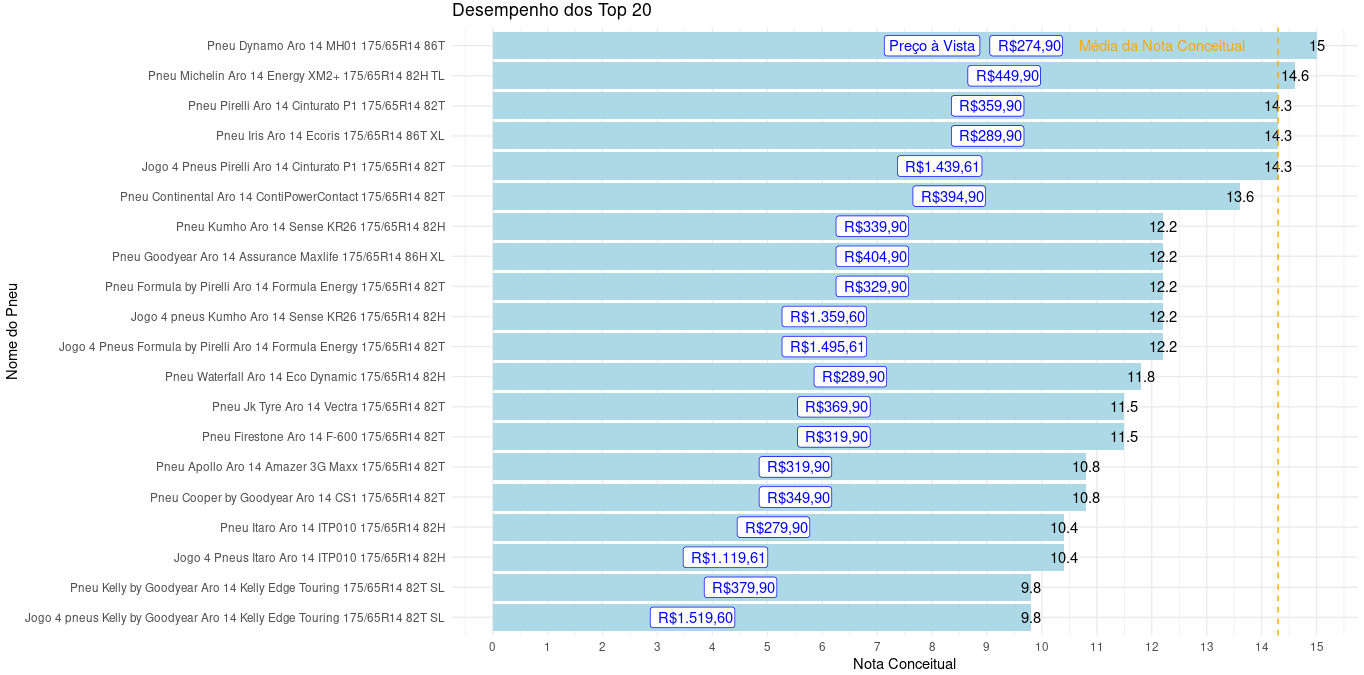 Desempenho dos Top 20
Nome do Pneu
Pneu Dynamo Aro 14 MH01 175/65R14 86T Preço à Vista R$274,90 Média da Nota Conceitual 15
Pneu Michelin Aro 14 Energy XM2+ 175/65R14 82H TL R$449,90 14.6
Pneu Pirelli Aro 14 Cinturato P1 175/65R14 82T R$359,90 14.3
Pneu Iris Aro 14 Ecoris 175/65R14 86T XL R$289,90 14.3
Jogo 4 Pneus Pirelli Aro 14 Cinturato P1 175/65R14 82T R$1.439,61 14.3
Pneu Continental Aro 14 ContiPowerContact 175/65R14 82T R$394,90 13.6
Pneu Kumho Aro 14 Sense KR26 175/65R14 82H R$339,90 12.2
Pneu Goodyear Aro 14 Assurance Maxlife 175/65R14 86H XL R$404,90 12.2
Pneu Formula by Pirelli Aro 14 Formula Energy 175/65R14 82T R$329,90 12.2
Jogo 4 pneus Kumho Aro 14 Sense KR26 175/65R14 82H R$1.359,60 12.2
Jogo 4 Pneus Formula by Pirelli Aro 14 Formula Energy 175/65R14 82T R$1.495,61 12.2
Pneu Waterfall Aro 14 Eco Dynamic 175/65R14 82H R$289,90 11.8
Pneu Jk Tyre Aro 14 Vectra 175/65R14 82T R$369,90 11.5
Pneu Firestone Aro 14 F-600 175/65R14 82T R$319,90 11.5
Pneu Apollo Aro 14 Amazer 3G Maxx 175/65R14 82T R$319,90 10.8
Pneu Cooper by Goodyear Aro 14 CS1 175/65R14 82T R$349,90 10.8
Pneu Itaro Aro 14 ITP010 175/65R14 82H R$279,90 10.4
Jogo 4 Pneus Itaro Aro 14 ITP010 175/65R14 82H R$1.119,61 10.4
Pneu Kelly by Goodyear Aro 14 Kelly Edge Touring 175/65R14 82T SL R$379,90 9.8
Jogo 4 pneus Kelly by Goodyear Aro 14 Kelly Edge Touring 175/65R14 82T SL R$1.519,60 9.8
0 1 2 3 4 5 6 7 8 9 10 11 12 13 14 15
Nota Conceitual